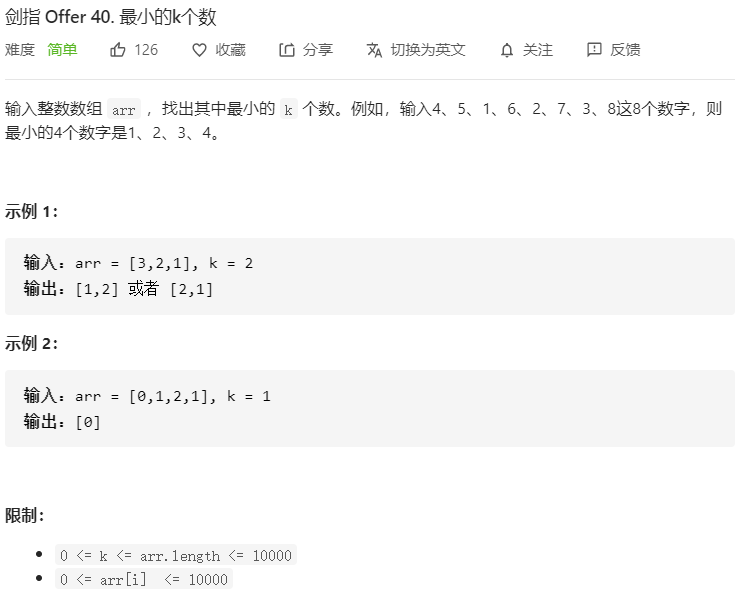 剑指 Offer 40. 最小的k个数
难度 简单 126 收藏 分享 切换为英文 关注 反馈
输入整数数组 arr ，找出其中最小的 k 个数。例如，输入4、5、1、6、2、7、3、8这8个数字，则
最小的4个数字是1、2、3、4。
示例 1：
输入：arr = [3,2,1], k = 2
输出：[1,2] 或者 [2,1]
示例 2：
输入：arr = [0,1,2,1], k = 1
输出：[0]
限制：
0 <= k <= arr.length <= 10000
0 <= arr[i] <= 10000